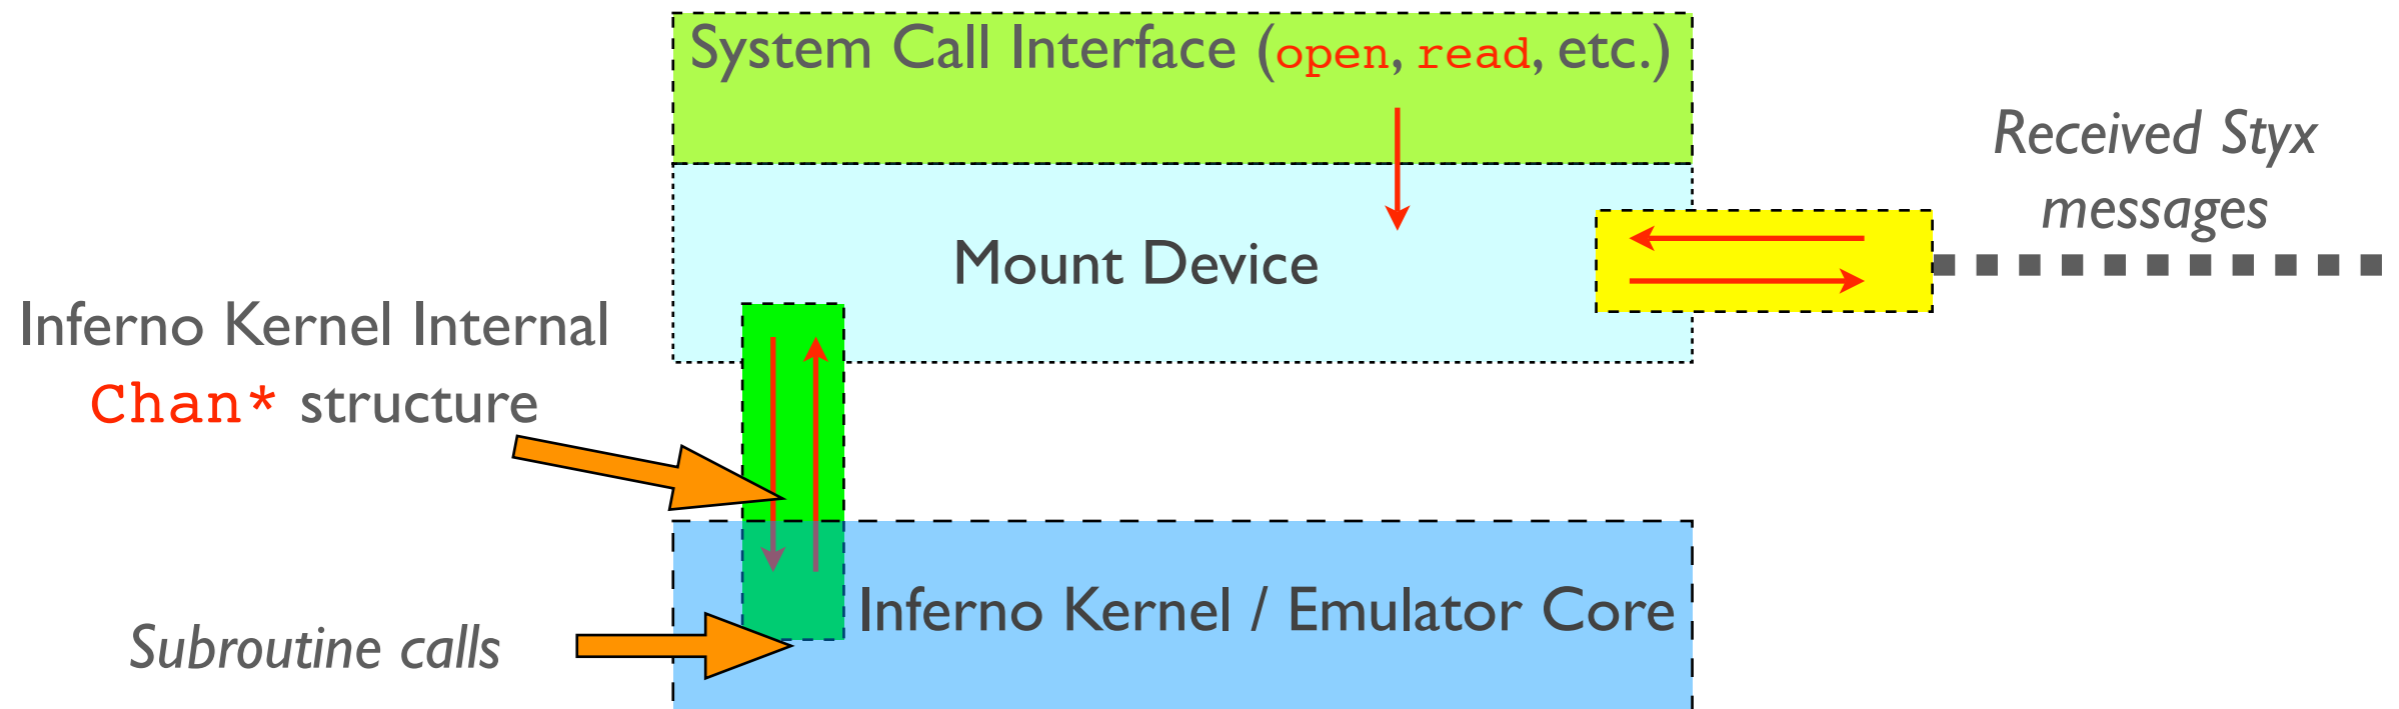 System Call Interface (open, read, etc.)
Received Styx
messages
Mount Device
Inferno Kernel Internal
Chan* structure
Inferno Kernel / Emulator Core
Subroutine calls